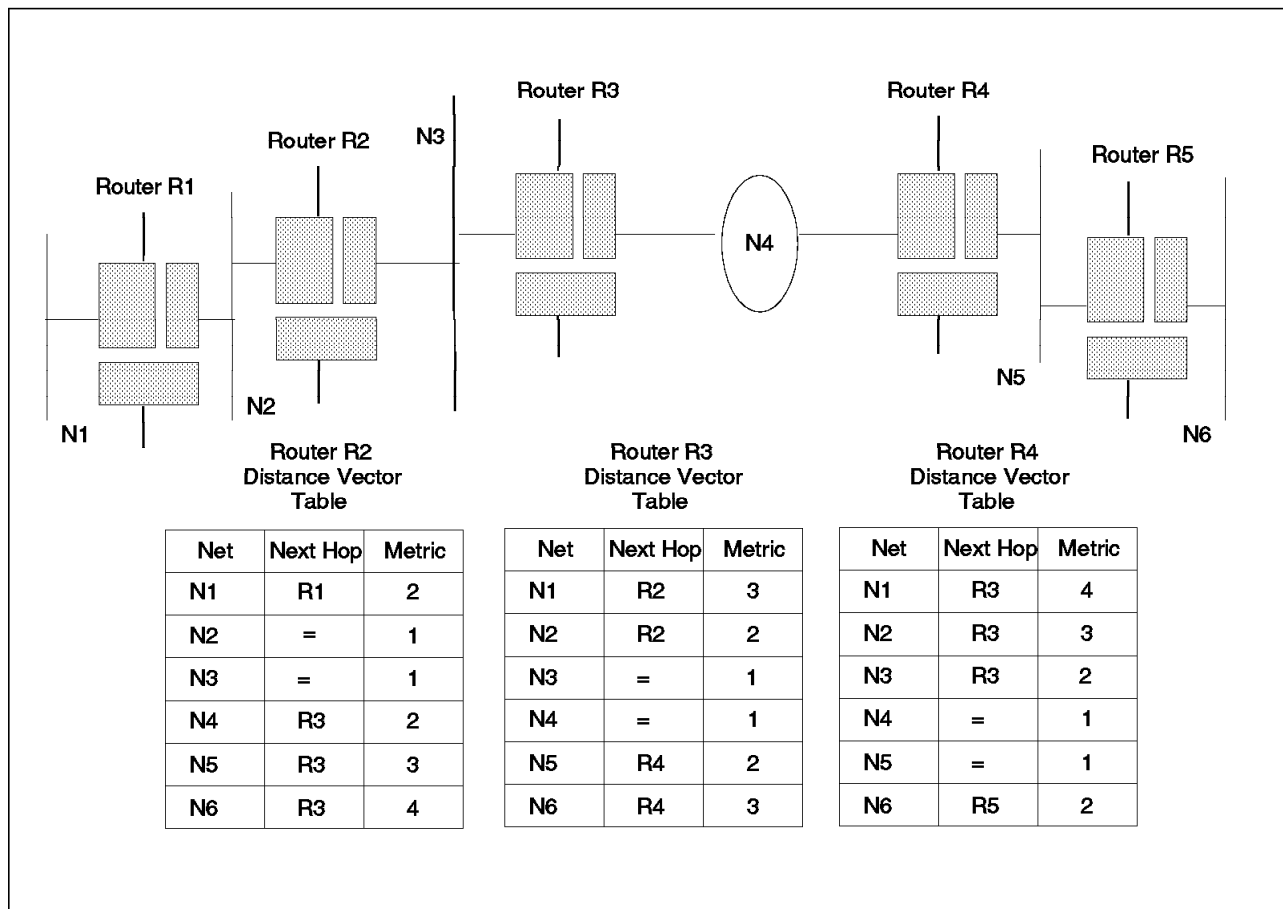 Router R3
Router R4
N3
Router R2
Router R5
Router R1
N4
N5
N2
N1
N6
Router R2
Distance Vector
Table
Router R3
Distance Vector
Table
Router R4
Distance Vector
Table
Net Next Hop Metric
N1 R1 2
N2 = 1
N3 = 1
N4 R3 2
N5 R3 3
N6 R3 4
Net Next Hop Metric
N1 R2 3
N2 R2 2
N3 = 1
N4 = 1
N5 R4 2
N6 R4 3
Net Next Hop Metric
N1 R3 4
N2 R3 3
N3 R3 2
N4 = 1
N5 = 1
N6 R5 2